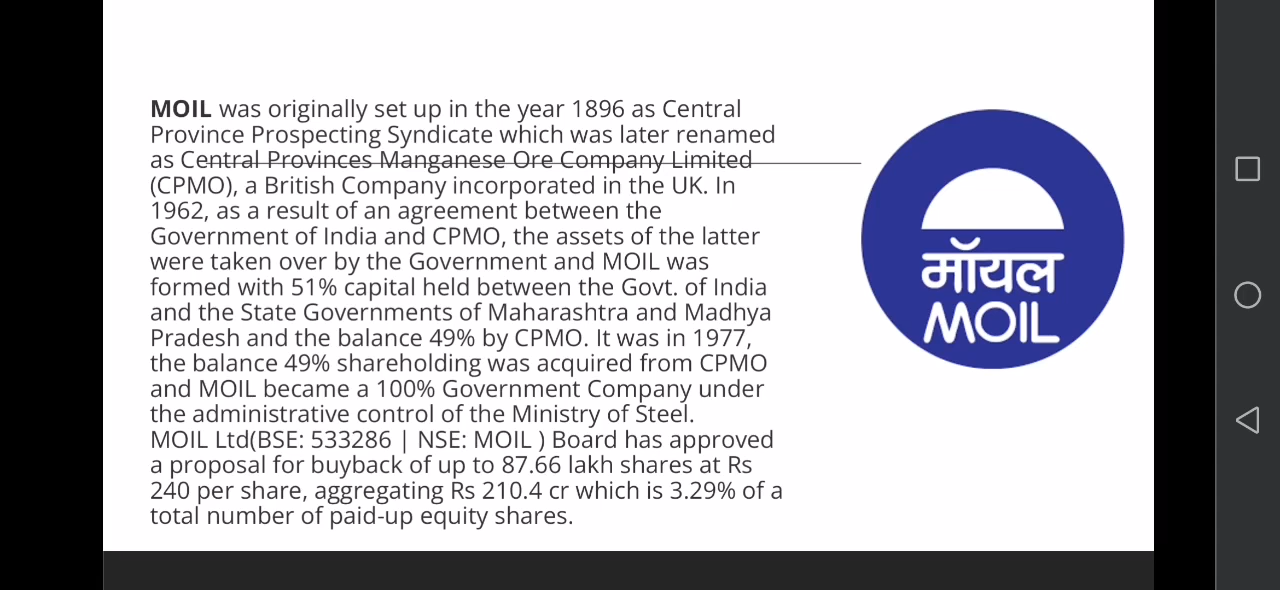 MOIL was originally set up in the year 1896 as Central
Province Prospecting Syndicate which was later renamed
as Central Provinces Manganese Ore Company Limited
(CPMO), a British Company incorporated in the UK. In
1962, as a result of an agreement between the
Government of India and CPMO, the assets of the latter
were taken over by the Government and MOIL was
formed with 51% capital held between the Govt. of India
and the State Governments of Maharashtra and Madhya
Pradesh and the balance 49% by CPMO. It was in 1977,
the balance 49% shareholding was acquired from CPMO
and MOIL became a 100% Government Company under
the administrative control of the Ministry of Steel.
MOIL Ltd(BSE: 533286 | NSE: MOIL ) Board has approved
a proposal for buyback of up to 87.66 lakh shares at Rs
240 per share, aggregating Rs 210.4 cr which is 3.29% of a
total number of paid-up equity shares.
मॉयल
MOIL